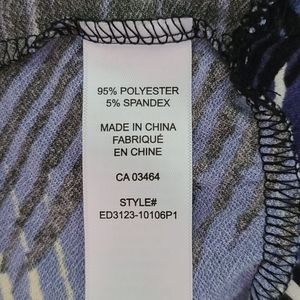 95% POLYESTER
5% SPANDEX
MADE IN CHINA
FABRIQUÉ
EN CHINE
CA 03464
STYLE#
ED3123-10106P1